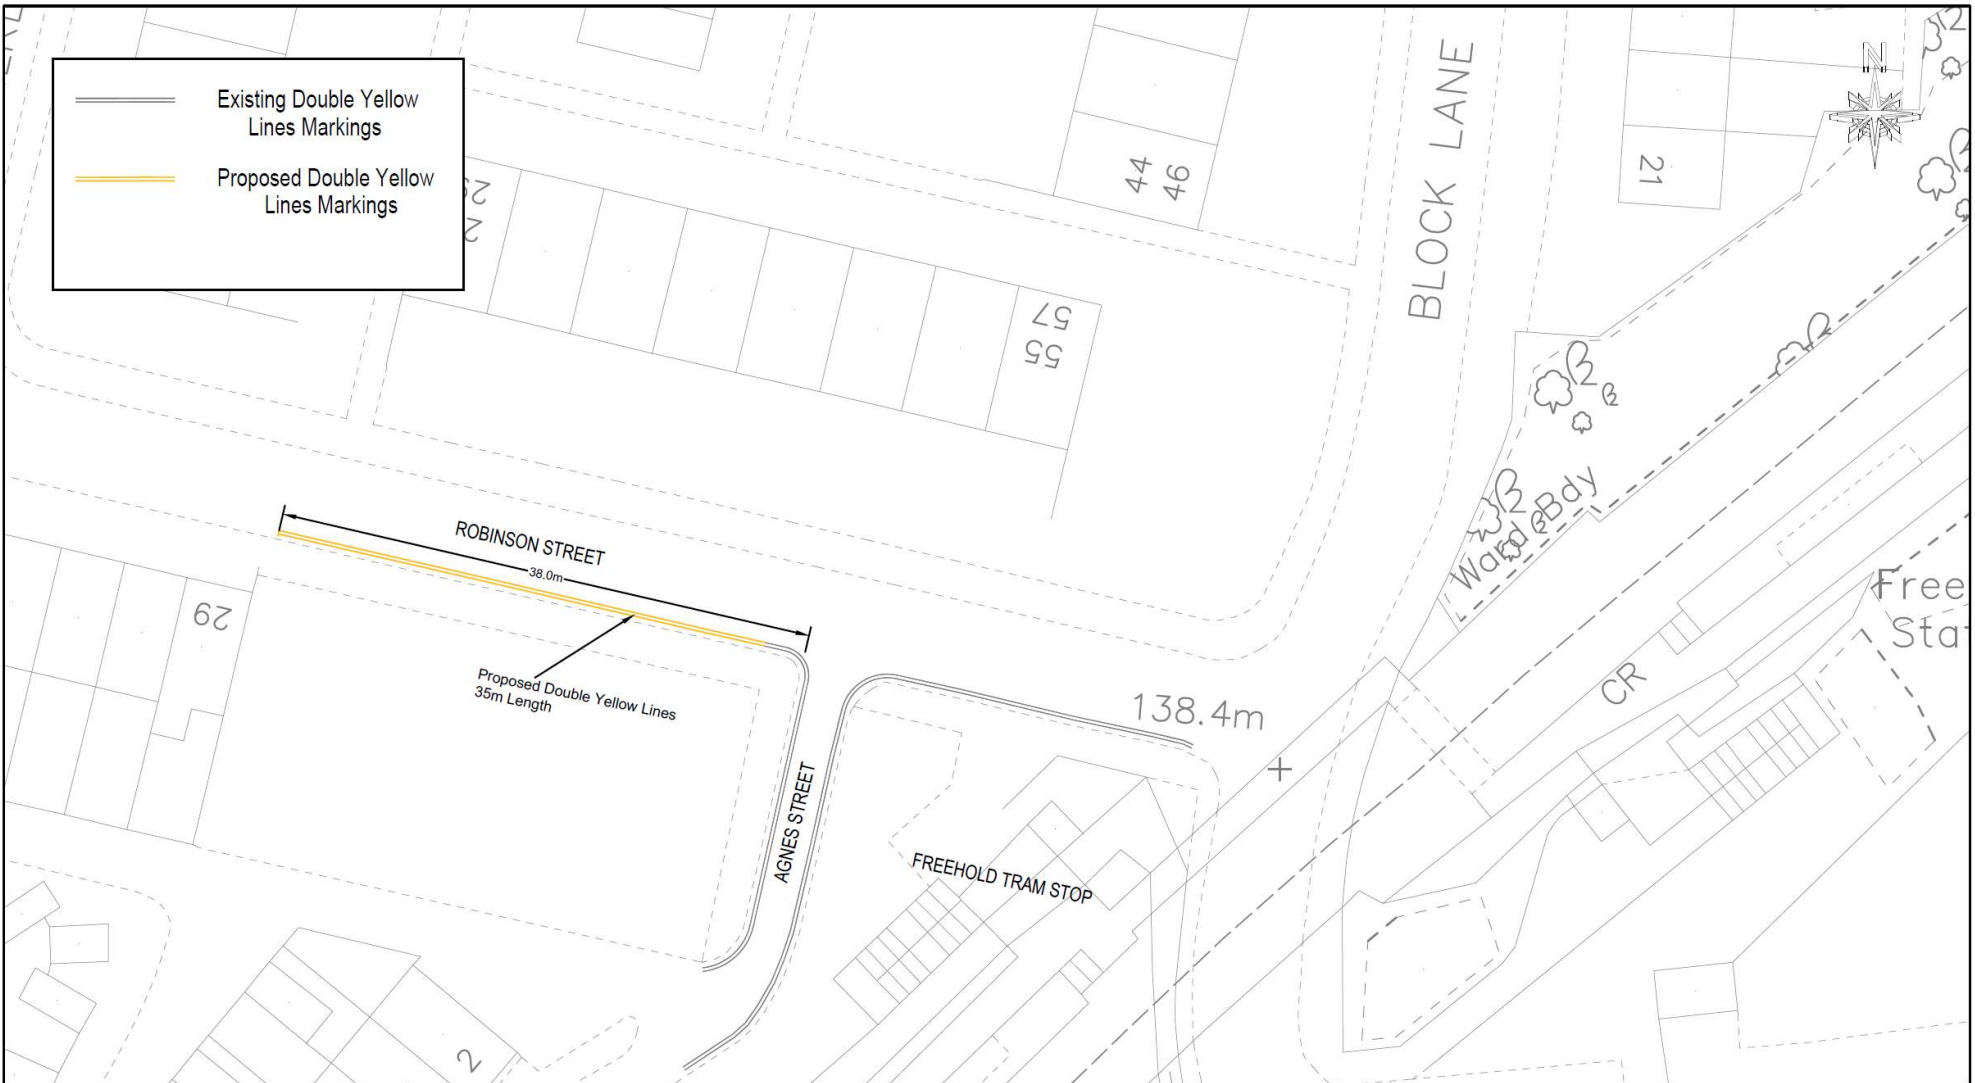 Existing Double Yellow
Lines Markings
Proposed Double Yellow
Lines Markings
N
BLOCK LANE
44
46
21
57
55
ROBINSON STREET
38.0m
29
Proposed Double Yellow Lines
35m Length
Ward Bdy
Free
Sta
CR
138.4m
AGNES STREET
FREEHOLD TRAM STOP
2